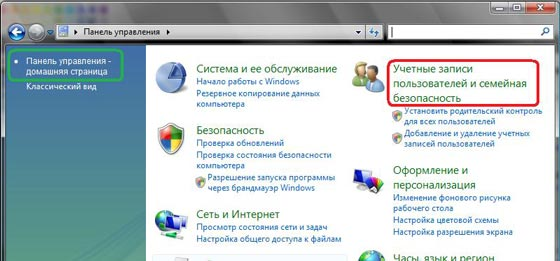 Панель управления
Панель управления -
домашняя страница
Классический вид
Система и ее обслуживание
Начало работы с Windows
Резервное копирование данных
компьютера
Безопасность
Проверка обновлений
Проверка состояния безопасности
компьютера
Разрешение запуска программы
через брандмауэр Windows
Сеть и Интернет
Просмотр состояния сети и задач
Настройка общего доступа к файлам
Учетные записи
пользователей и семейная
безопасность
Установить родительский контроль
для всех пользователей
Добавление и удаление учетных
записей пользователей
Оформление и
персонализация
Изменение фонового рисунка
рабочего стола
Настройка цветовой схемы
Настройка разрешения экрана
Часы, язык и регион